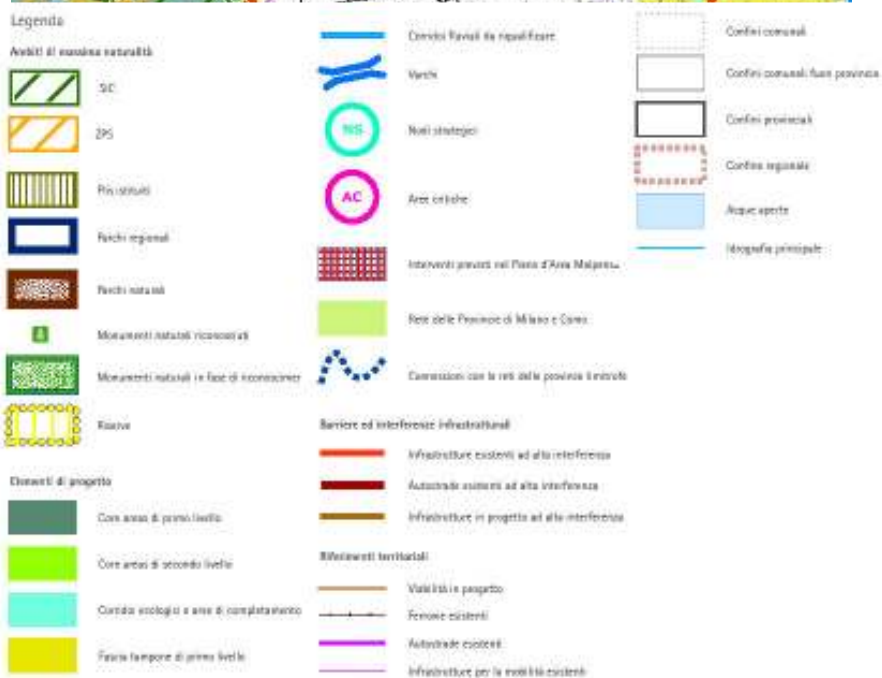 Legenda
Ambiti di massima naturalità
SIC
ZPS
Plis istituiti
Parchi regionali
Parchi naturali
Monumenti naturali riconosciuti
Monumenti naturali in fase di riconoscimen
Riserve
Elementi di progetto
Core areas di primo livello
Core areas di secondo livello
Corridoi ecologici e aree di completamento
Fascia tampone di primo livello
Corridoi fluviali da riqualificare
Varchi
NS
Nodi strategici
AC
Aree critiche
Interventi previsti nel Piano d'Area Malpensa
Rete delle Province di Milano e Como
Connessioni con le reti delle province limitrofe
Barriere ed interferenze infrastrutturali
Infrastrutture esistenti ad alta interferenza
Autostrade esistenti ad alta interferenza
Infrastrutture in progetto ad alta interferenza
Riferimenti territoriali
Viabilità in progetto
Ferrovie esistenti
Autostrade esistenti
Infrastrutture per la mobilità esistenti
Confini comunali
Confini comunali fuori provincia
Confini provinciali
Confine regionale
Acque aperte
Idrografia principale